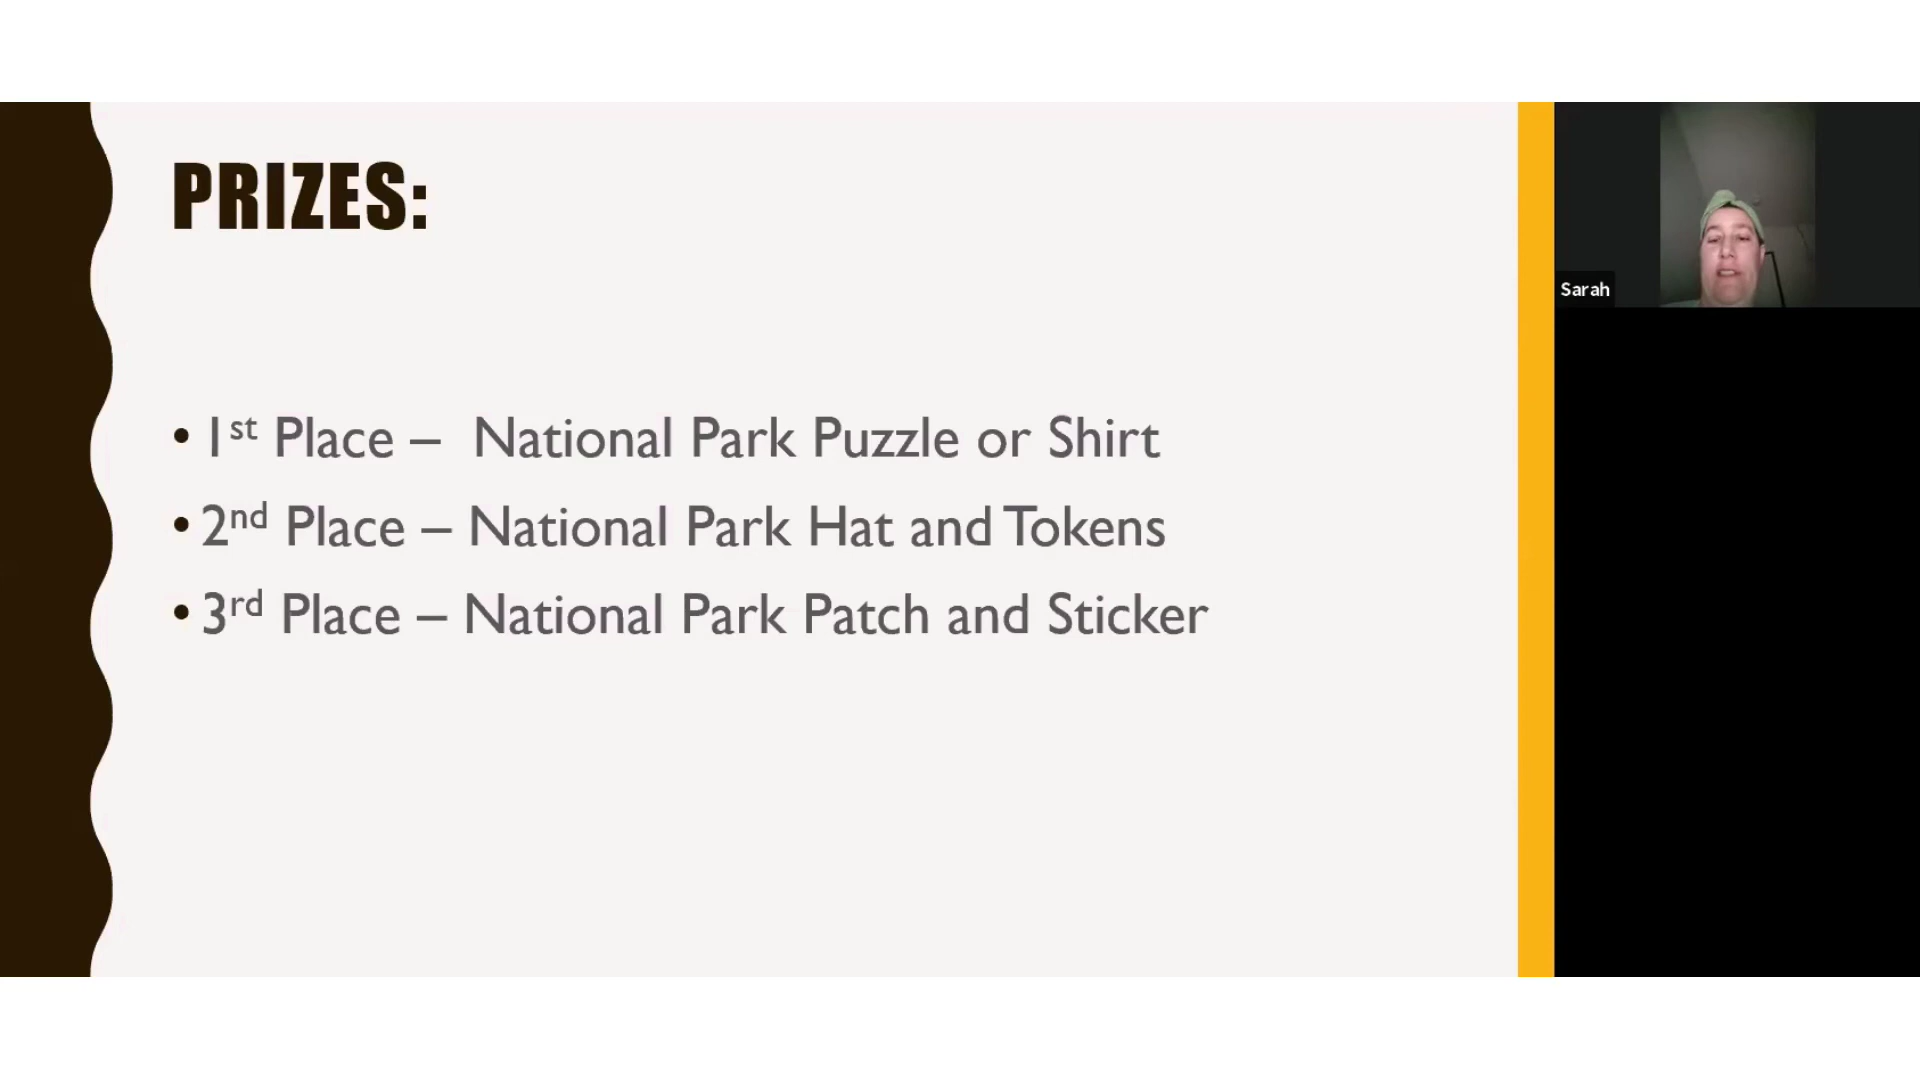 PRIZES:
• 1st Place – National Park Puzzle or Shirt
• 2nd Place – National Park Hat and Tokens
• 3rd Place – National Park Patch and Sticker
Sarah